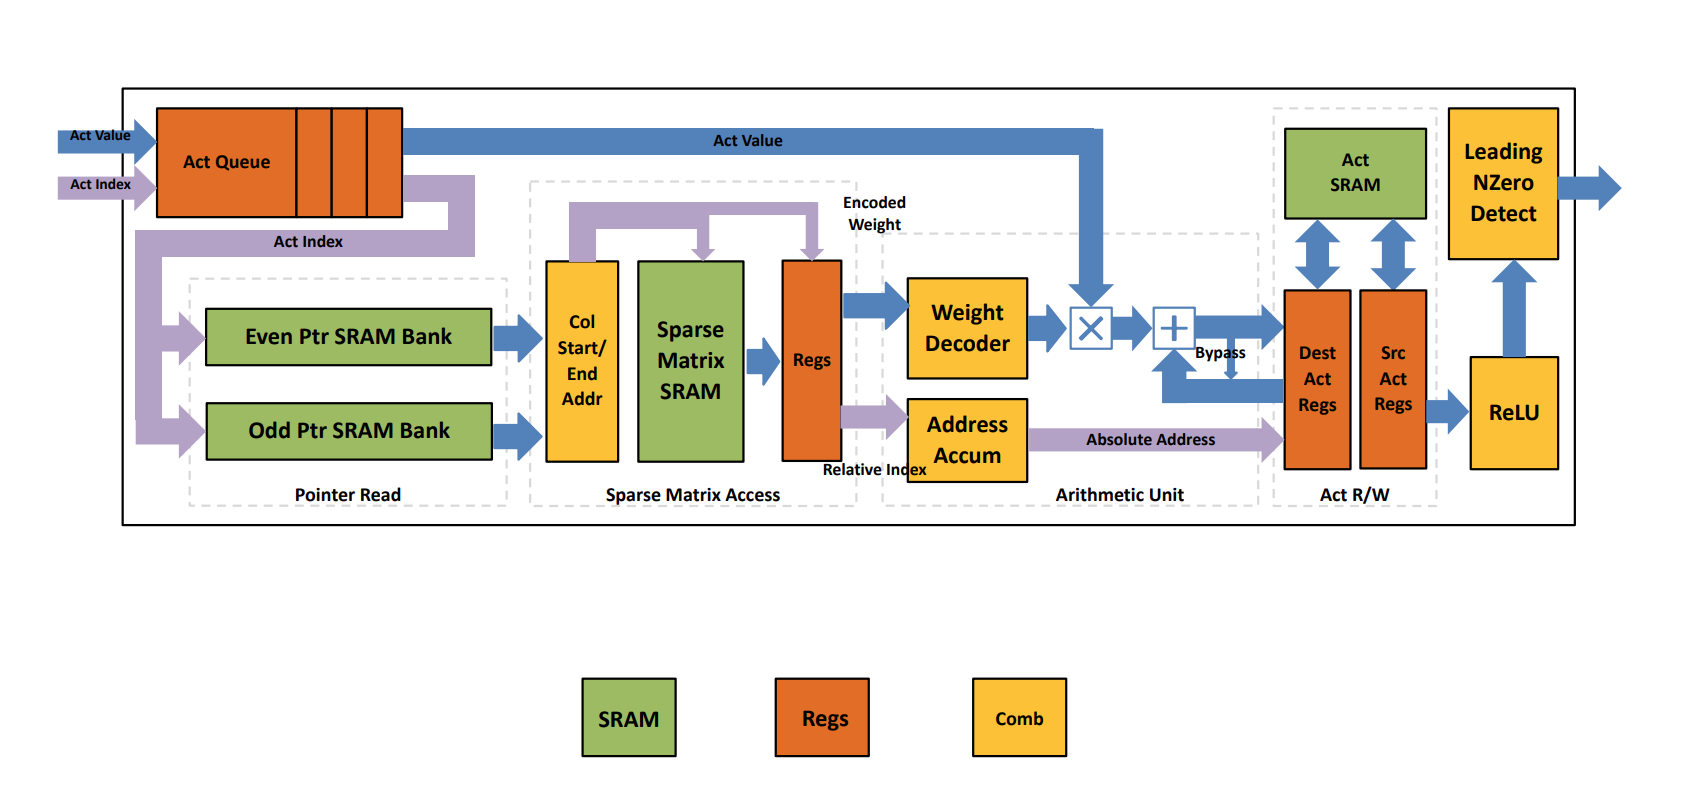 Act Value
Act Index
Act Queue
Act Value
Act Index
Even Ptr SRAM Bank
Odd Ptr SRAM Bank
Pointer Read
Col
Start/
End
Addr
Sparse
Matrix
SRAM
Regs
Sparse Matrix Access
Encoded
Weight
Relative Index
Weight
Decoder
Address
Accum
Bypass
Absolute Address
Arithmetic Unit
Act
SRAM
Dest
Act
Regs
Src
Act
Regs
Act R/W
Leading
NZero
Detect
ReLU
SRAM
Regs
Comb